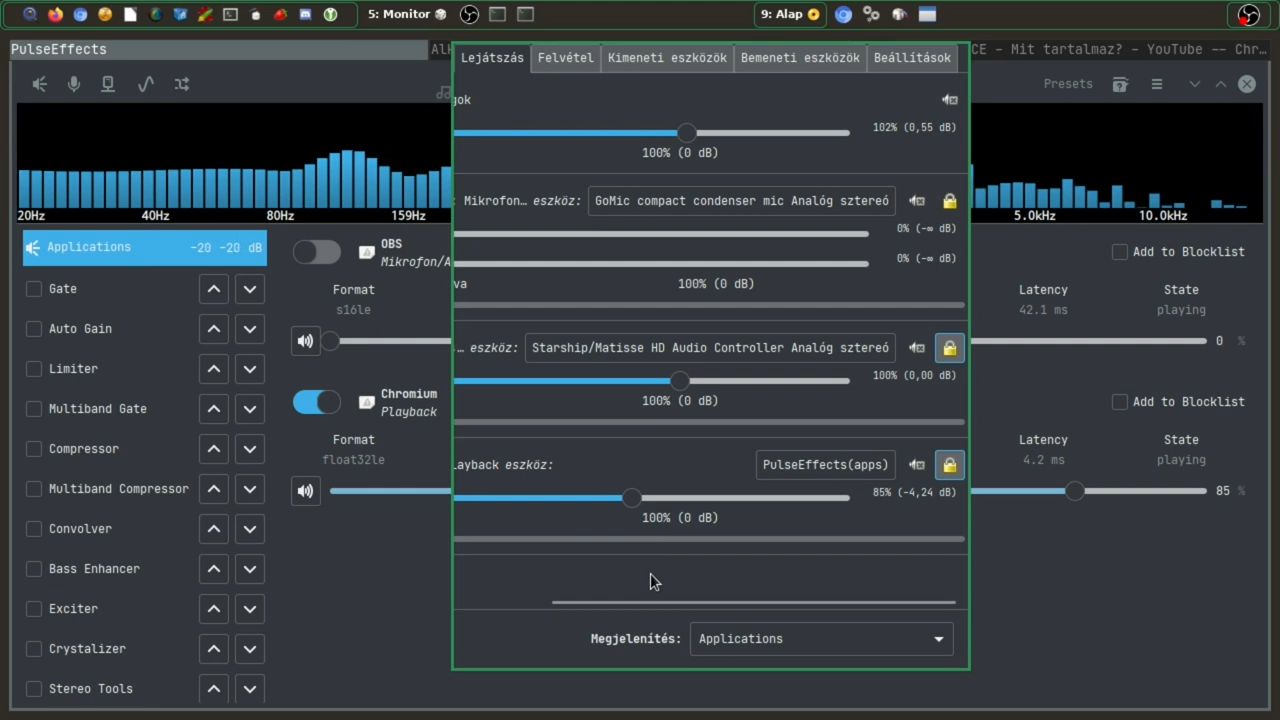 5: Monitor
9: Alap
PulseEffects
Alk
CE - Mit tartalmaz? - YouTube -- Chr…
Presets
20Hz
40Hz
80Hz
159Hz
5.0kHz
10.0kHz
Applications
-20 -20 dB
Gate
Auto Gain
Limiter
Multiband Gate
Compressor
Multiband Compressor
Convolver
Bass Enhancer
Exciter
Crystalizer
Stereo Tools
OBS
Mikrofon/A
Format
s16le
Chromium
Playback
Format
float32le
Lejátszás
Felvétel
Kimeneti eszközök
Bemeneti eszközök
Beállítások
gok
102% (0,55 dB)
100% (0 dB)
: Mikrofon… eszköz:
GoMic compact condenser mic Analóg sztereó
0% (-∞ dB)
0% (-∞ dB)
va
100% (0 dB)
… eszköz:
Starship/Matisse HD Audio Controller Analóg sztereó
100% (0,00 dB)
100% (0 dB)
layback eszköz:
PulseEffects(apps)
85% (-4,24 dB)
100% (0 dB)
Megjelenítés:
Applications
Add to Blocklist
Latency
State
42.1 ms
playing
0 %
Add to Blocklist
Latency
State
4.2 ms
playing
85 %